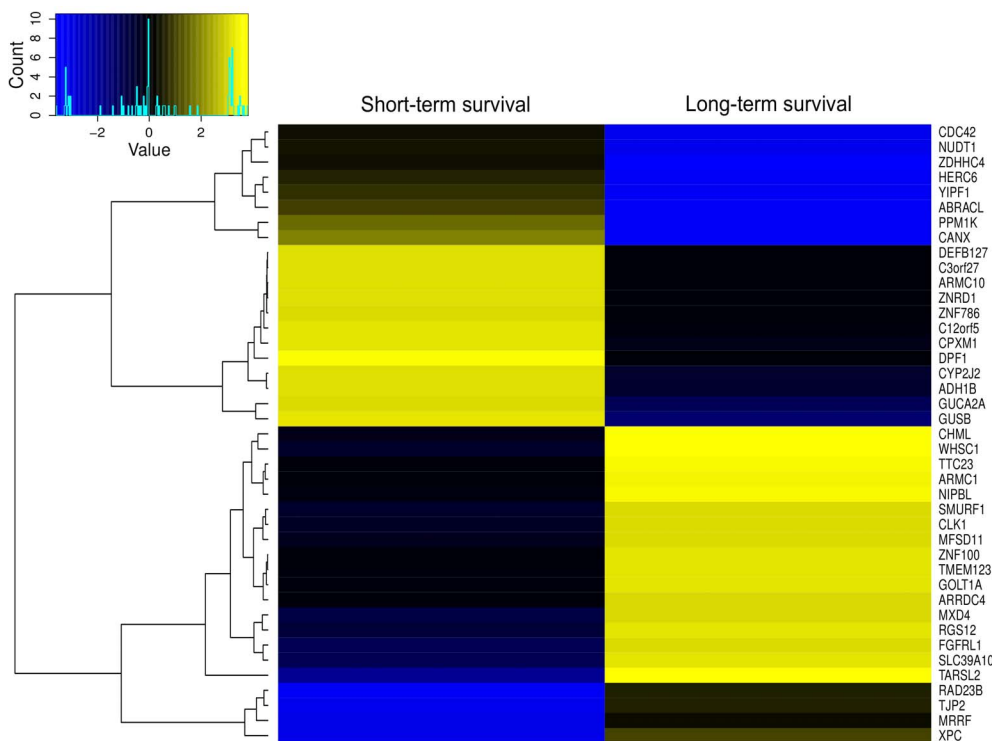 10
8
6
4
2
0
Count
−2 0 2
Value
Short-term survival Long-term survival
CDC42
NUDT1
ZDHHC4
HERC6
YIPF1
ABRACL
PPM1K
CANX
DEFB127
C3orf27
ARMC10
ZNRD1
ZNF786
C12orf5
CPXM1
DPF1
CYP2J2
ADH1B
GUCA2A
GUSB
CHML
WHSC1
TTC23
ARMC1
NIPBL
SMURF1
CLK1
MFSD11
ZNF100
TMEM123
GOLT1A
ARRDC4
MXD4
RGS12
FGFRL1
SLC39A10
TARSL2
RAD23B
TJP2
MRRF
XPC